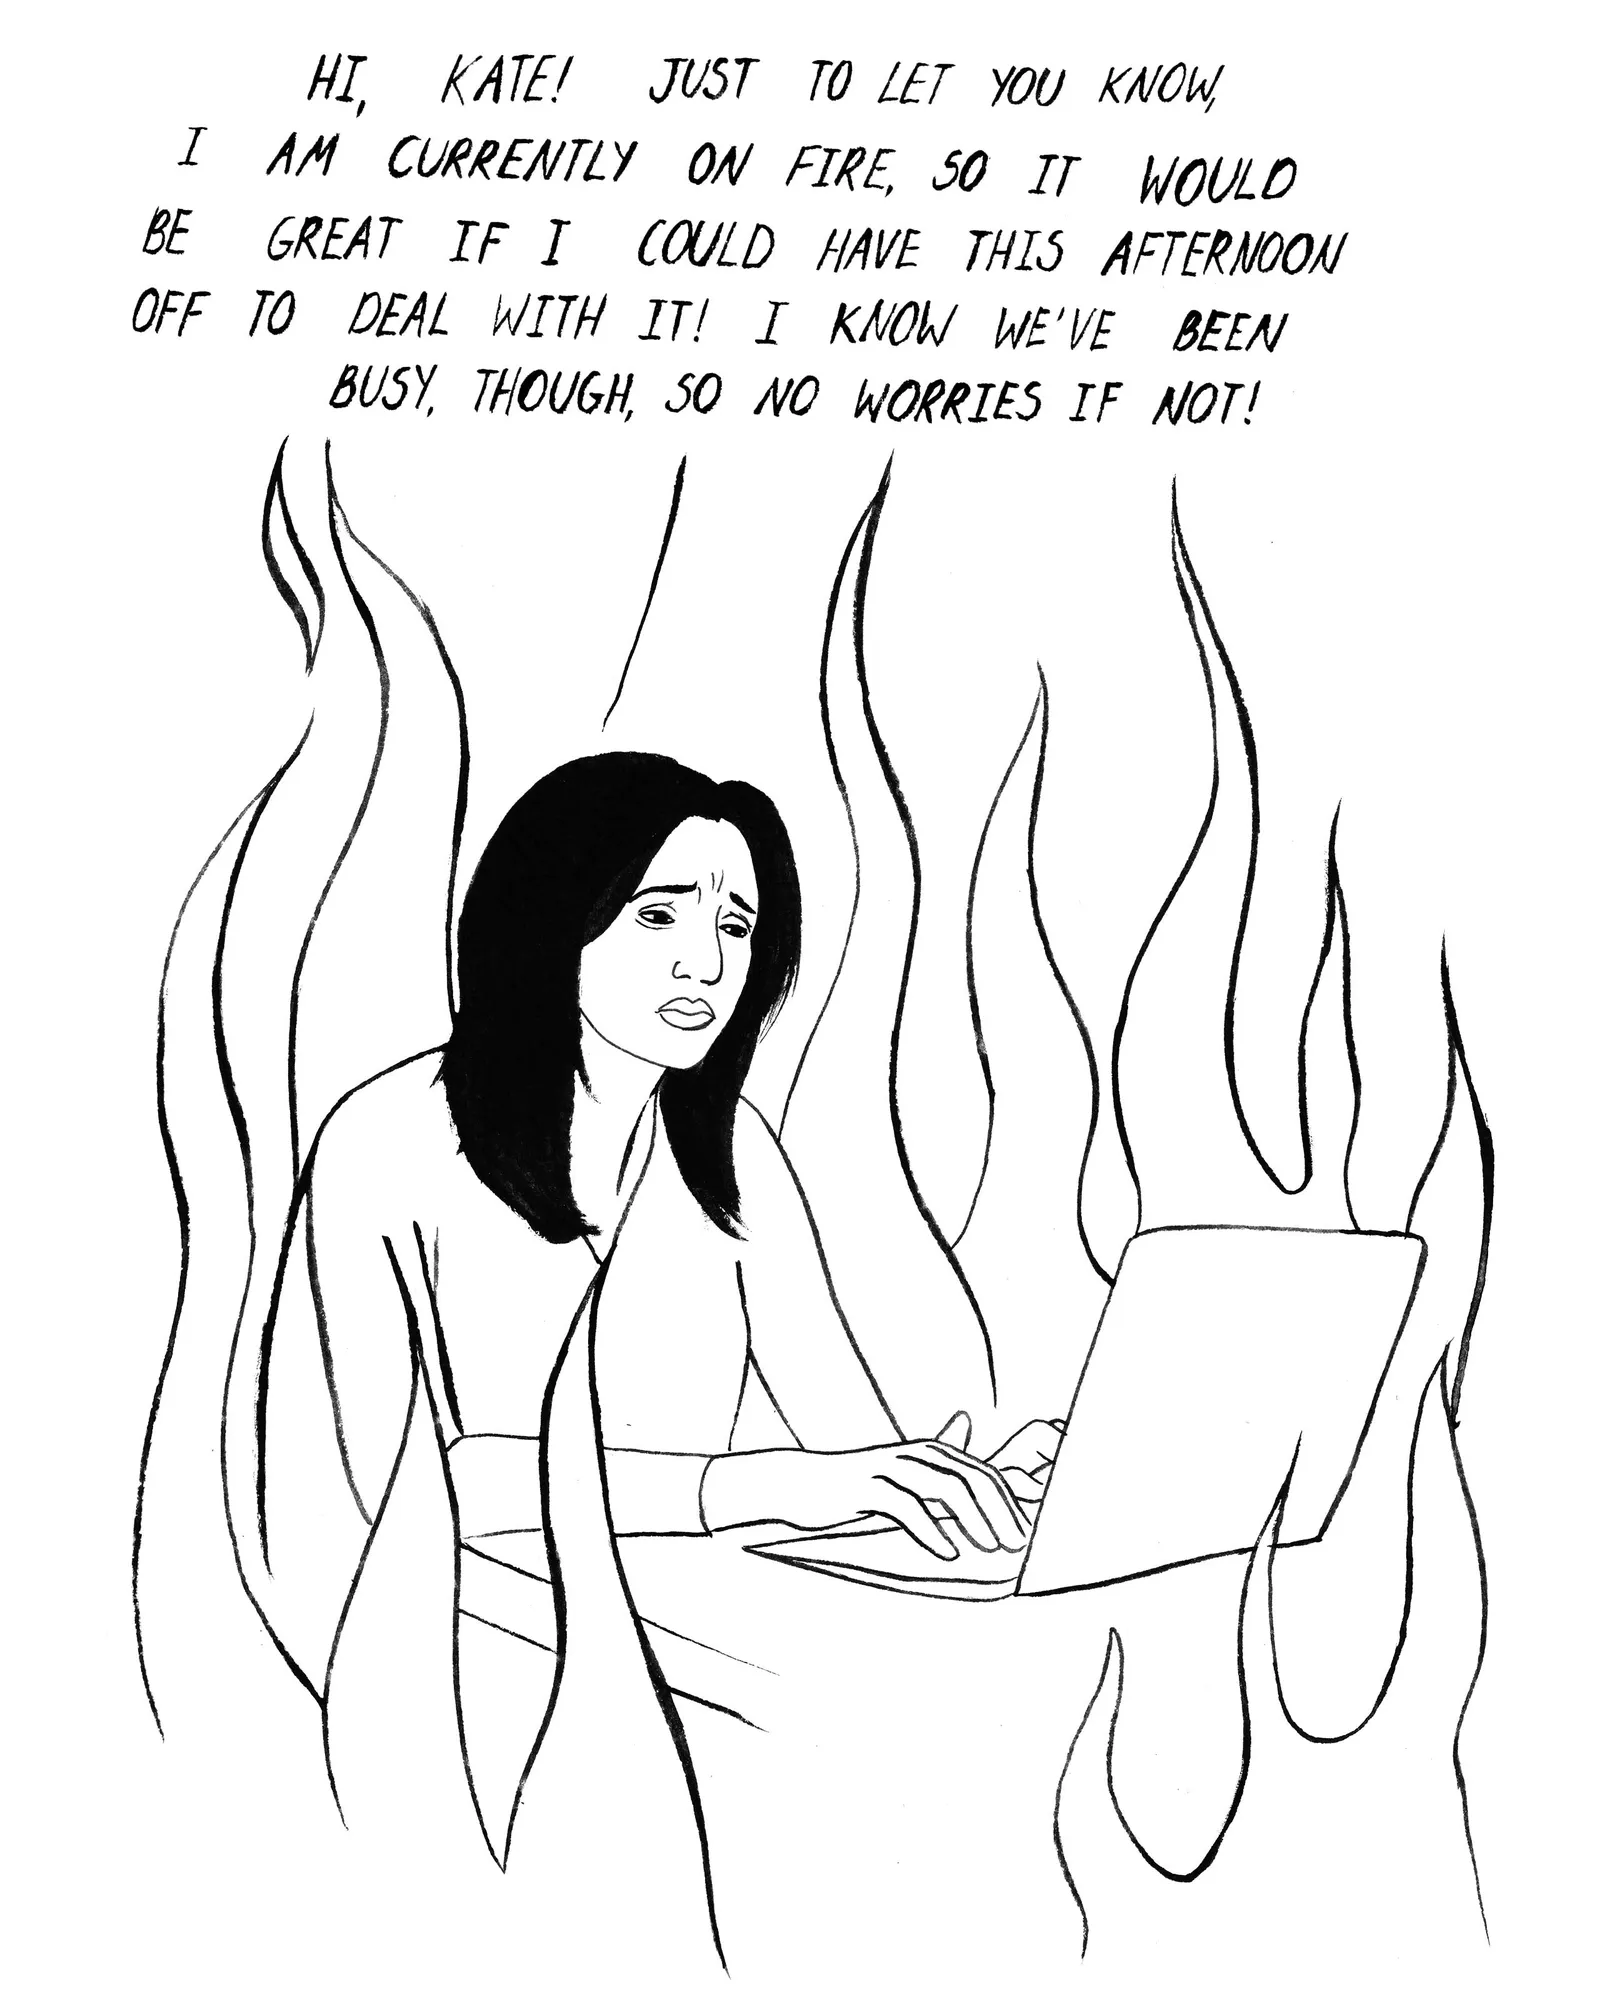 HI, KATE! JUST TO LET YOU KNOW,
I AM CURRENTLY ON FIRE, SO IT WOULD
BE GREAT IF I COULD HAVE THIS AFTERNOON
OFF TO DEAL WITH IT! I KNOW WE'VE BEEN
BUSY, THOUGH, SO NO WORRIES IF NOT!